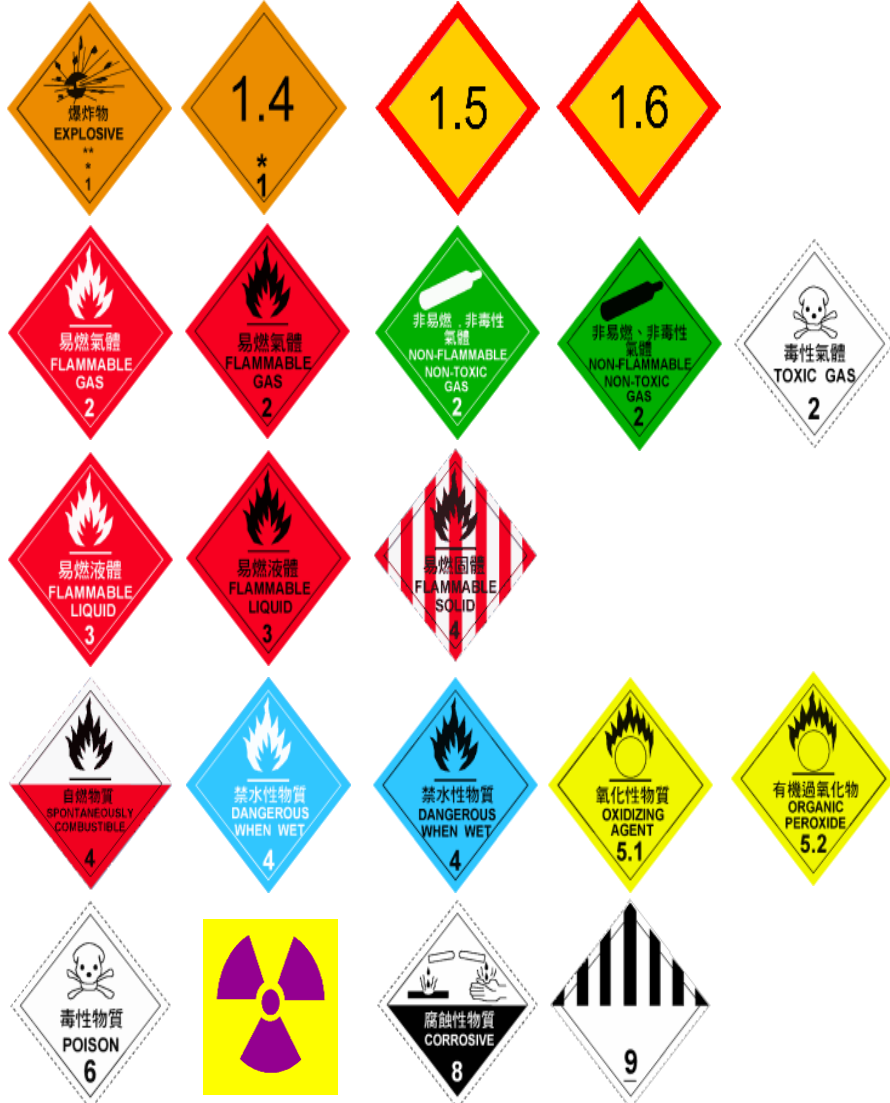 爆炸物
EXPLOSIVE
**
*
1
1.4
*
1
1.5
1.6
易燃氣體
FLAMMABLE
GAS
2
易燃氣體
FLAMMABLE
GAS
2
非易燃．非毒性
氣體
NON-FLAMMABLE
NON-TOXIC
GAS
2
非易燃、非毒性
氣體
NON-FLAMMABLE
NON-TOXIC
GAS
2
毒性氣體
TOXIC GAS
2
易燃液體
FLAMMABLE
LIQUID
3
易燃液體
FLAMMABLE
LIQUID
3
易燃固體
FLAMMABLE
SOLID
4
自燃物質
SPONTANEOUSLY
COMBUSTIBLE
4
禁水性物質
DANGEROUS
WHEN WET
4
禁水性物質
DANGEROUS
WHEN WET
4
氧化性物質
OXIDIZING
AGENT
5.1
有機過氧化物
ORGANIC
PEROXIDE
5.2
毒性物質
POISON
6
腐蝕性物質
CORROSIVE
8
9